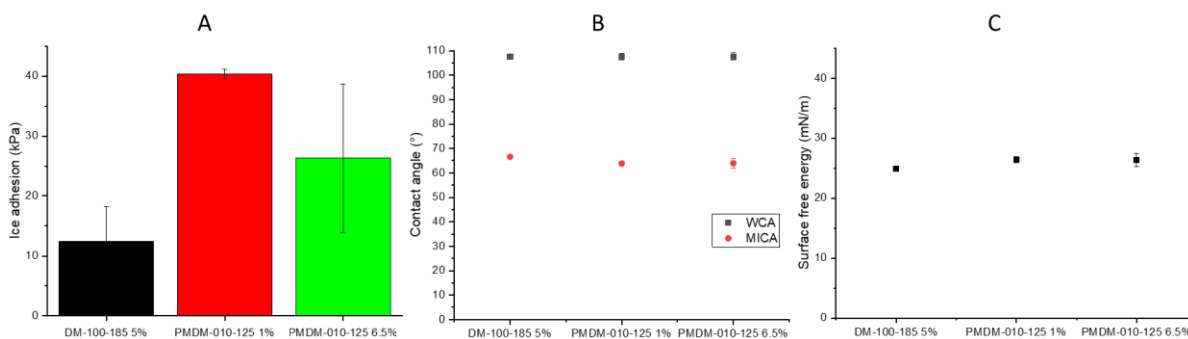 A
B
C
Ice adhesion (kPa)
40
30
20
10
0
DM-100-185 5%
PMDM-010-125 1%
PMDM-010-125 6.5%
Contact angle (°)
110
100
90
80
70
60
50
40
30
20
10
0
WCA
MICA
DM-100-185 5%
PMDM-010-125 1%
PMDM-010-125 6.5%
Surface free energy (mN/m)
40
30
20
10
0
DM-100-185 5%
PMDM-010-125 1%
PMDM-010-125 6.5%